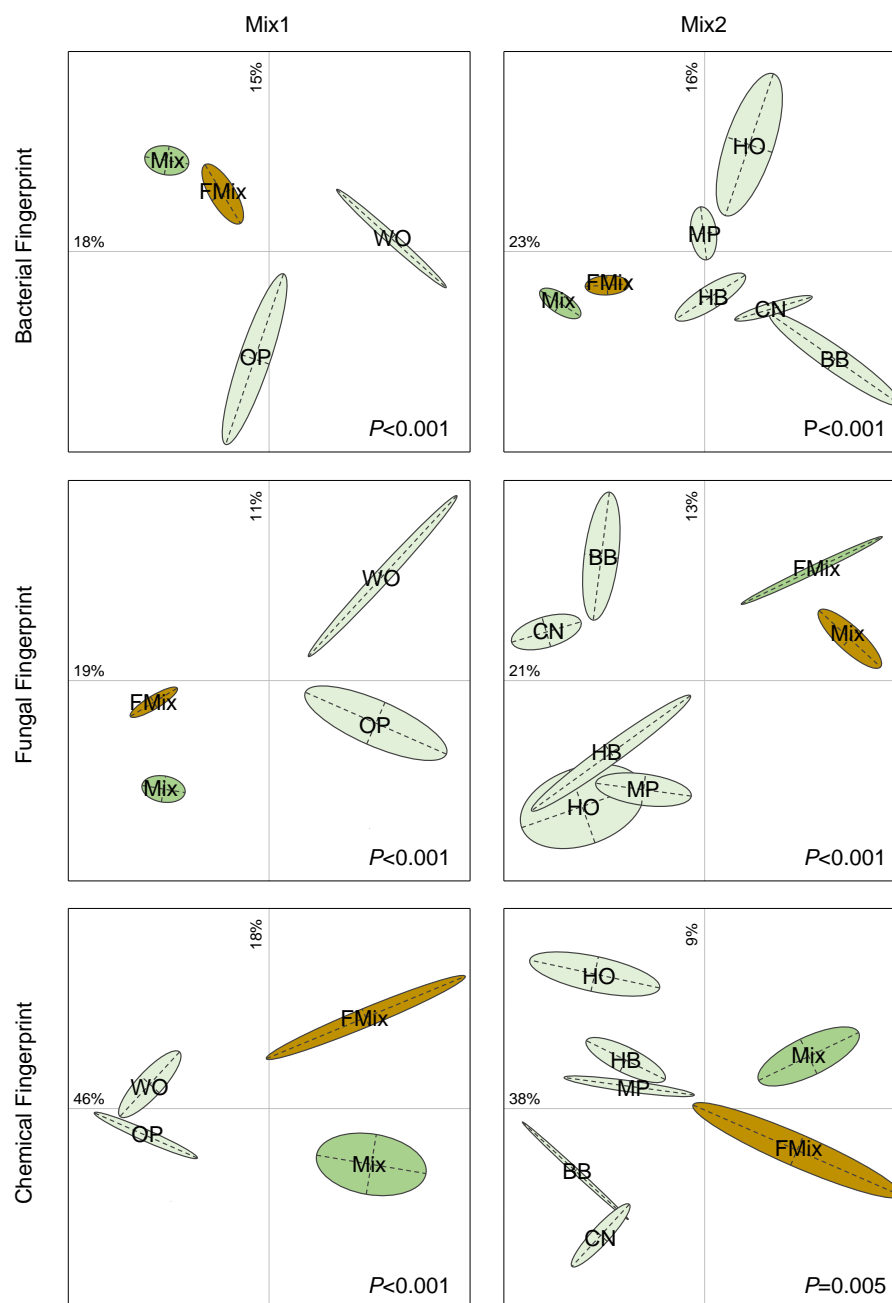 Mix1
Mix2
Bacterial Fingerprint
15%
18%
Mix
FMix
WO
OP
P<0.001
16%
23%
HO
MP
FMix
Mix
HB
CN
BB
P<0.001
Fungal Fingerprint
11%
19%
WO
FMix
OP
Mix
P<0.001
13%
21%
BB
FMix
CN
Mix
HB
MP
HO
P<0.001
Chemical Fingerprint
18%
46%
FMix
WO
OP
Mix
P<0.001
9%
38%
HO
Mix
HB
MP
FMix
BB
CN
P=0.005